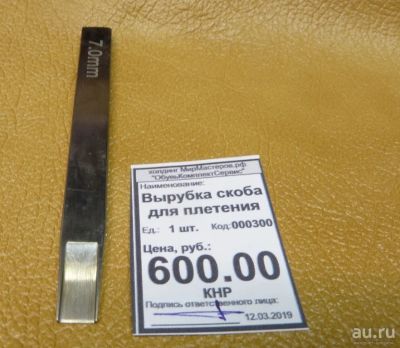 7.0mm
холдинг МирМастеров.рф
"ОбувьКомплектСервис"
Наименование:
Вырубка скоба
для плетения
Ед.: 1 шт. Код:000300
Цена, руб.:
600.00
КНР
Подпись ответственного лица:
12.03.2019
au.ru